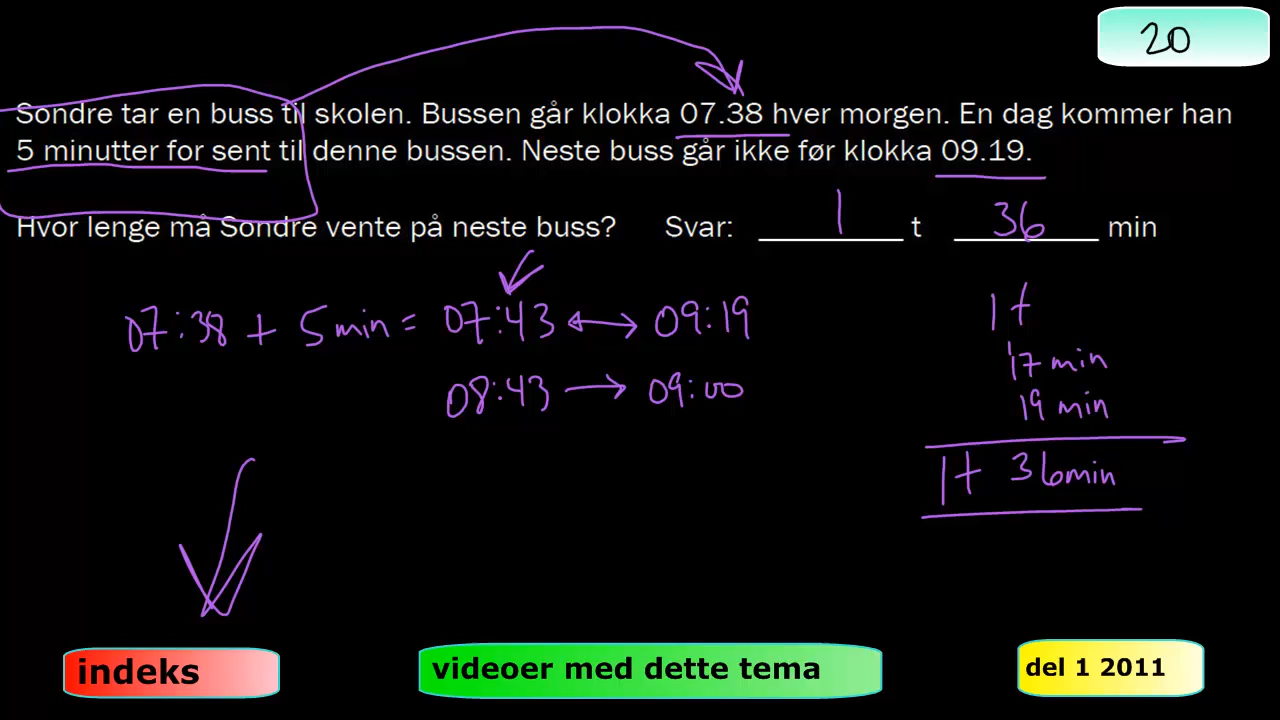 20
Sondre tar en buss til skolen. Bussen går klokka 07.38 hver morgen. En dag kommer han
5 minutter for sent til denne bussen. Neste buss går ikke før klokka 09.19.
Hvor lenge må Sondre vente på neste buss? Svar: 1 t 36 min
07:38 + 5 min = 07:43 ↔ 09:19
08:43 → 09:00
1 t
17 min
19 min
1 t 36 min
indeks
videoer med dette tema
del 1 2011